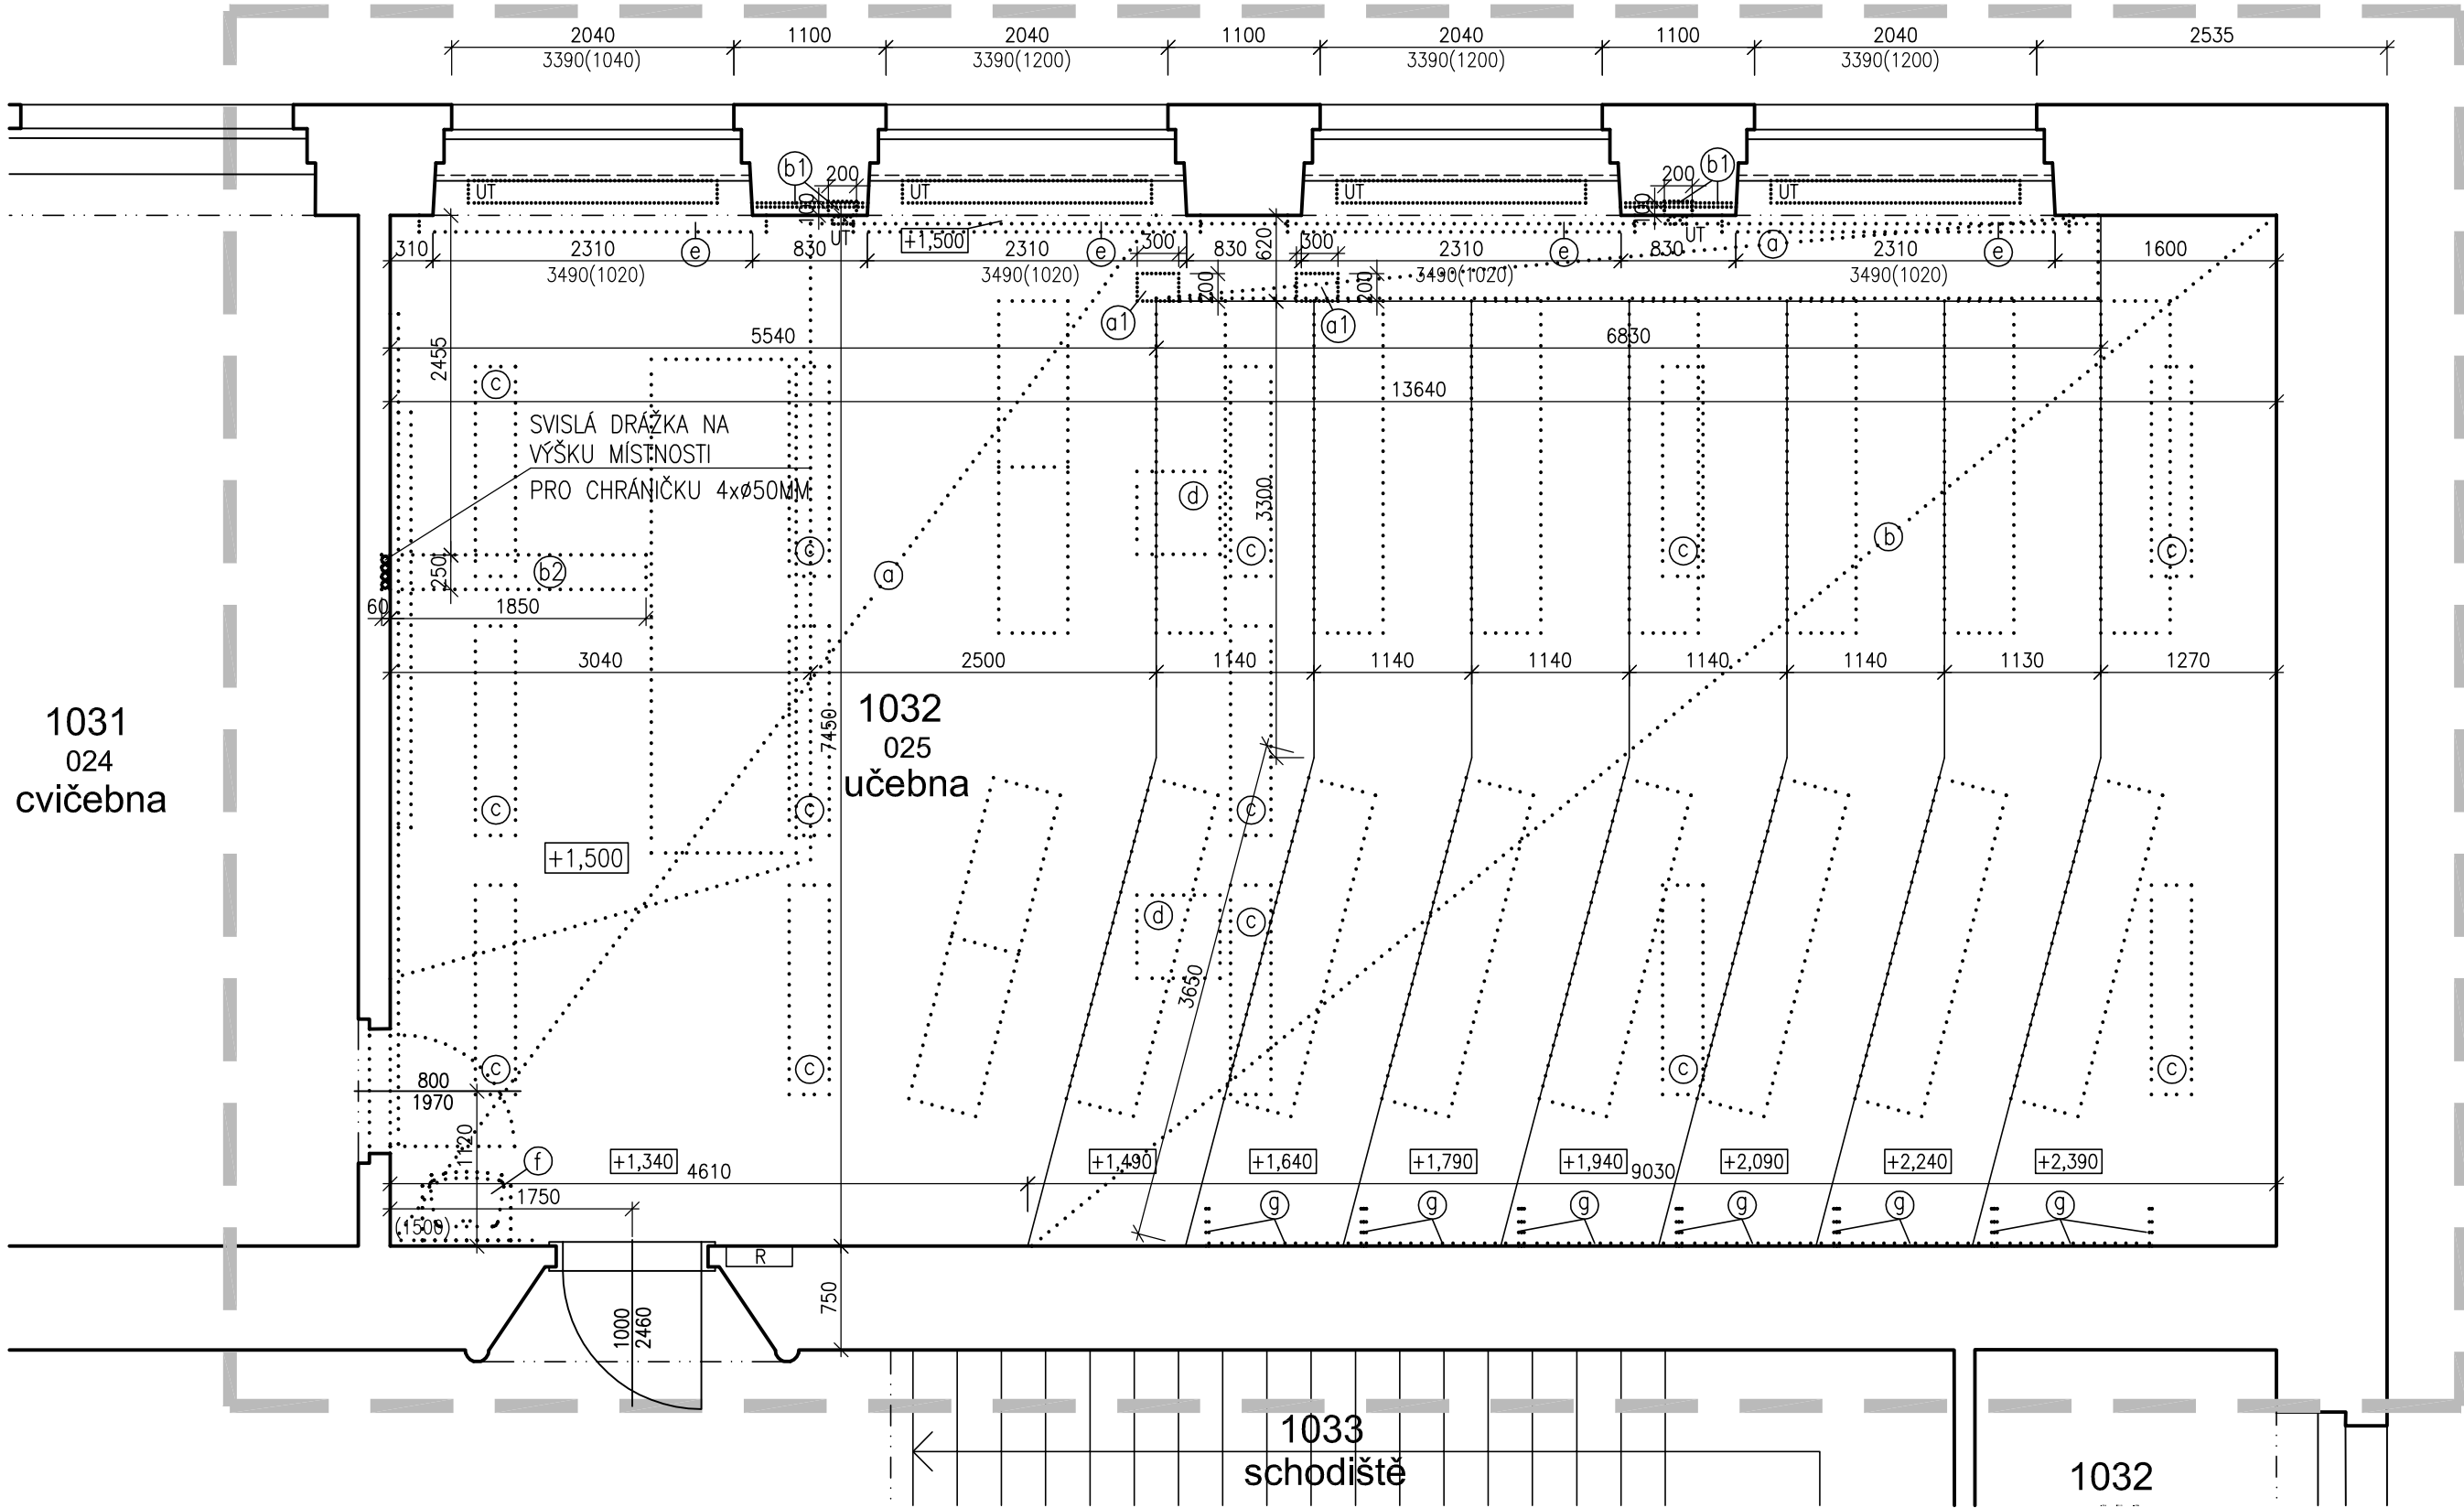 2040 1100 2040 1100 2040 1100 2040 2535
3390(1040) 3390(1200) 3390(1200) 3390(1200)
b1 200 b1 200
UT UT UT UT
100 100
UT UT
310 2310 e 830 +1,500 2310 e 300 830 620 300 2310 e 830 a 2310 e 1600
3490(1020) 3490(1020) 3490(1020) 3490(1020)
200 200
a1 a1
5540 6830
2455
c 13640
SVISLÁ DRÁŽKA NA
VÝŠKU MÍSTNOSTI
PRO CHRÁNIČKU 4xø50MM
d 3300
c c c c
b
250 b2 a
60 1850
3040 2500 1140 1140 1140 1140 1140 1130 1270
1031
024
cvičebna
7450
1032
025
učebna
c c c
+1,500
d c
3650
c c c c
800
1970
1120
f +1,340 4610 +1,490 +1,640 +1,790 +1,940 9030 +2,090 +2,240 +2,390
1750
(1500)
g g g g g g
R
750
1000
2460
1033
schodiště
1032